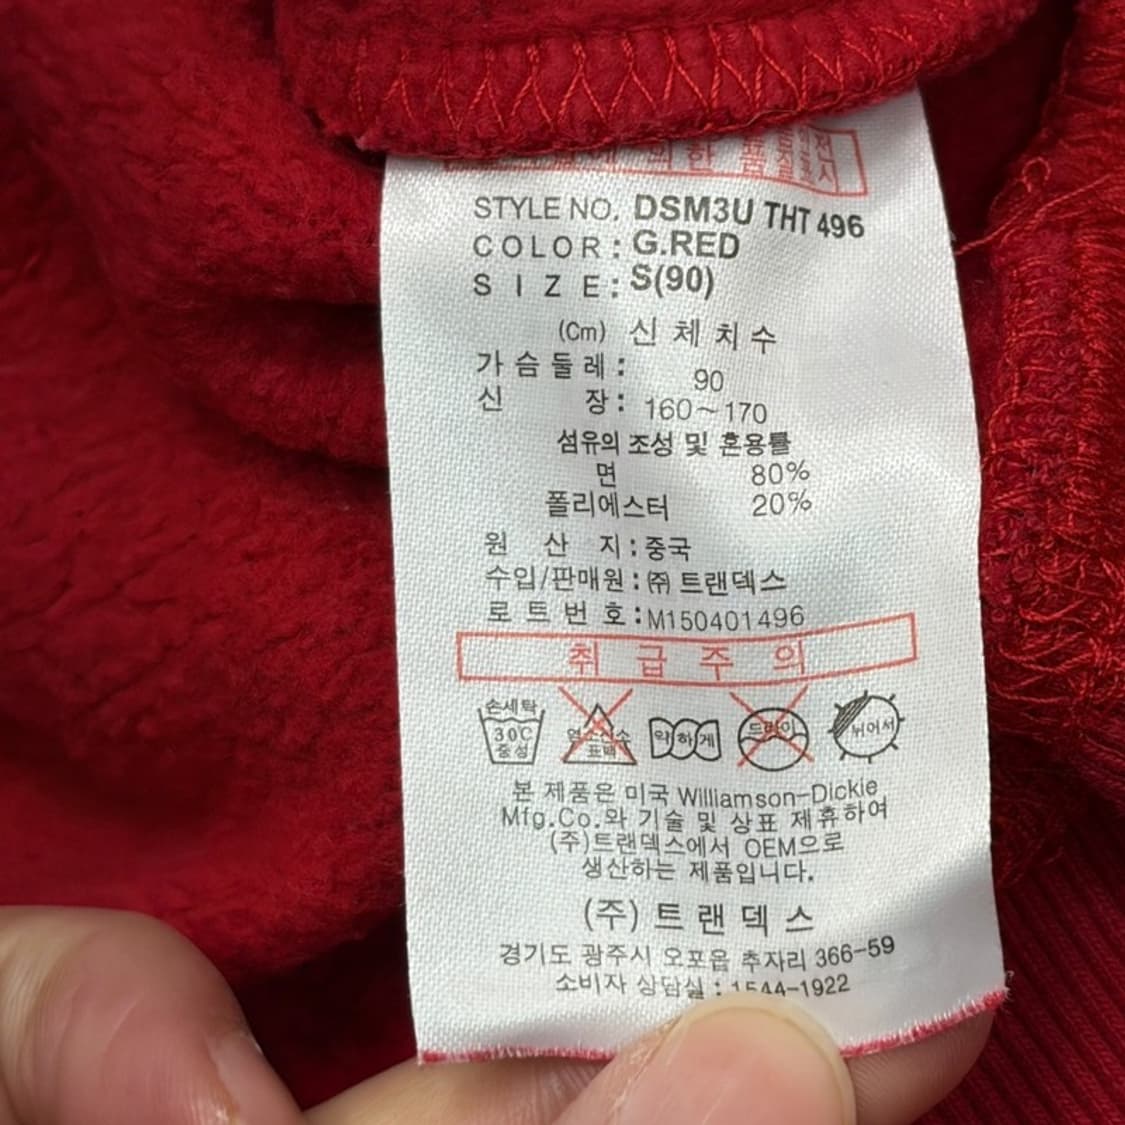 한 품
STYLE NO. DSM3U THT 496
COLOR: G.RED
SIZE: S(90)
(Cm) 신체치수
가슴둘레: 90
신장: 160~170
섬유의 조성 및 혼용률
면 80%
폴리에스터 20%
원산지:중국
수입/판매원:㈜트랜덱스
로트번호:M150401496
취급주의
손세탁
30℃
중성
표백
약하게
드라이
뉘어서
본 제품은 미국 Williamson-Dickie
Mfg.Co.와 기술 및 상표 제휴하여
(주)트랜덱스에서 OEM으로
생산하는 제품입니다.
(주)트랜덱스
경기도 광주시 오포읍 추자리 366-59
소비자 상담실 : 1544-1922